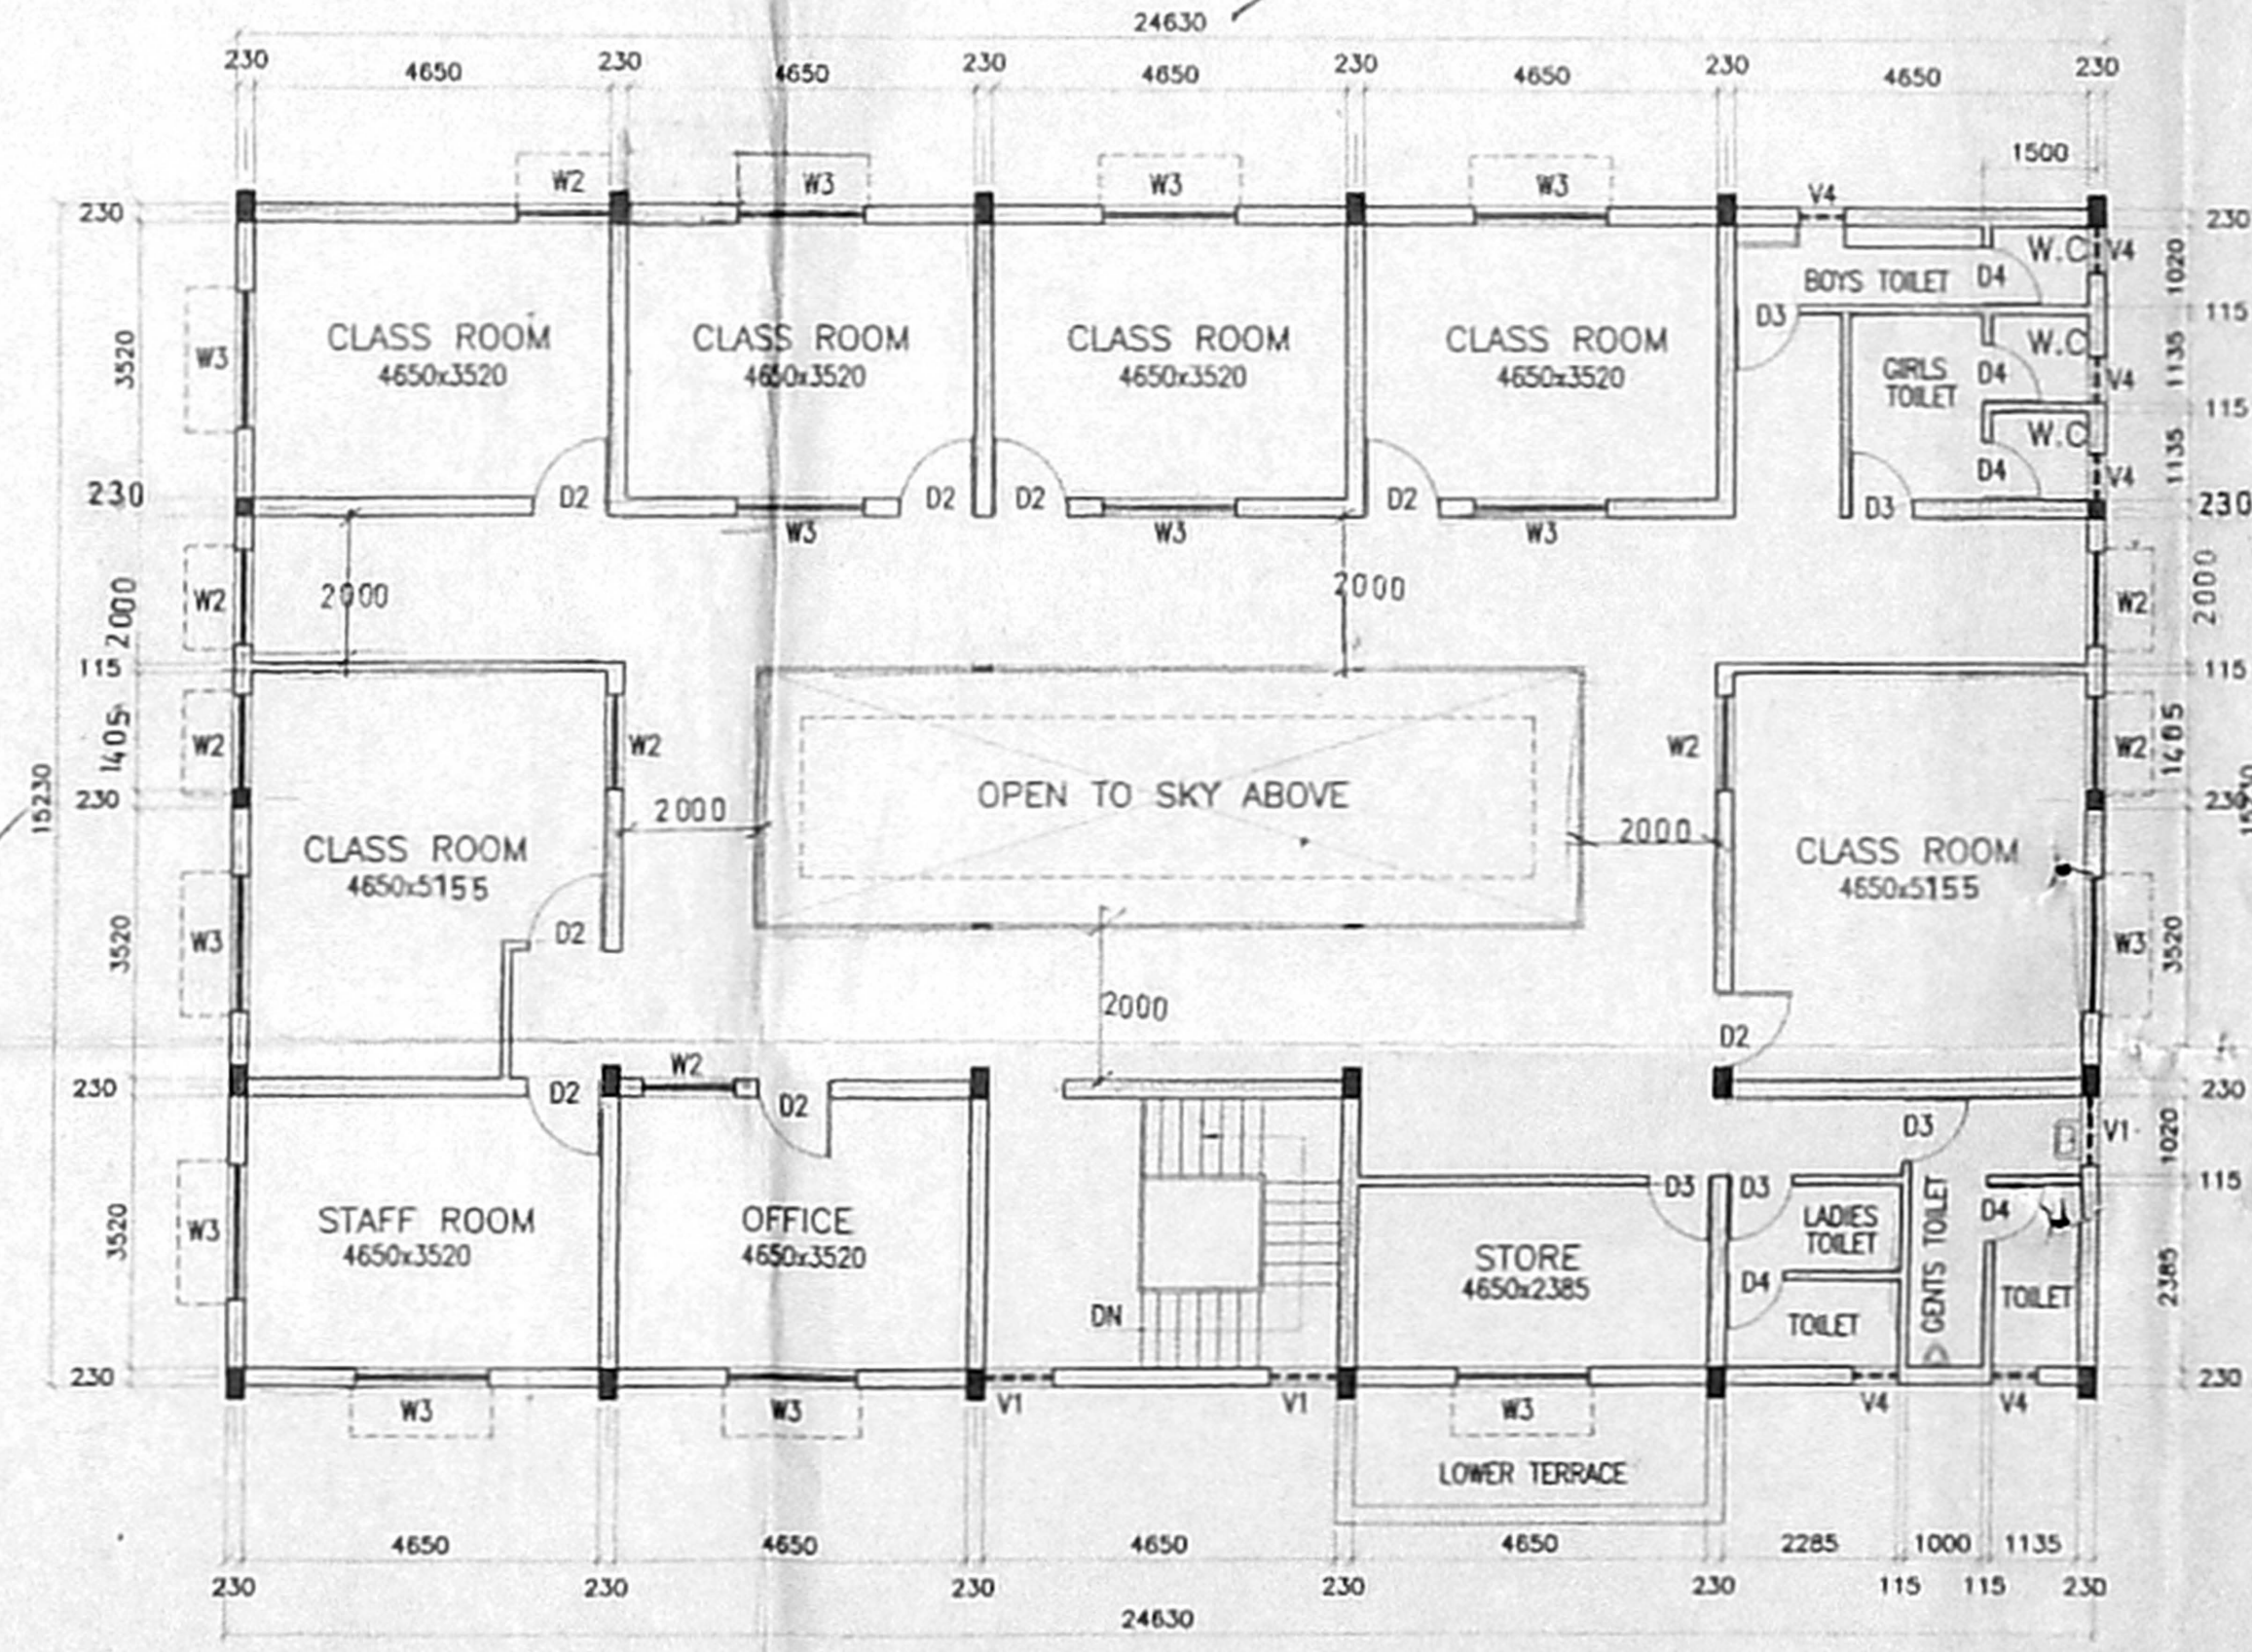 24630
230 4650 230 4650 230 4650 230 4650 230 4650 230
1500
W2 W3 W3 W3 V4
230 230
W.C V4
1020
BOYS TOILET D4
115
D3
W3
3520
CLASS ROOM CLASS ROOM CLASS ROOM CLASS ROOM
4650x3520 4650x3520 4650x3520 4650x3520
W.C
GIRLS
TOILET
D4 V4
1135
115
W.C
D4 V4
1135
230 D2 D2 D2 D2 D3 230
W3 W3 W3
2000 W2 2000 2000 W2 2000
115 115
1405 W2 W2 W2 W2 1405
OPEN TO SKY ABOVE
230 230
15230
2000 2000
CLASS ROOM CLASS ROOM
4650x5155 4650x5155
3520 W3 D2 W3 3520
2000
D2
230 D2 W2 D2 230
D3 V1 1020
D3 D3 115
3520 W3
STAFF ROOM OFFICE
4650x3520 4650x3520
STORE
4650x2385
LADIES
TOILET
GENTS TOILET
D4
D4
TOILET
TOILET
2385
DN
230 230
W3 W3 V1 V1 W3 V4 V4
LOWER TERRACE
4650 4650 4650 4650 2285 1000 1135
230 230 230 230 230 115 115 230
24630